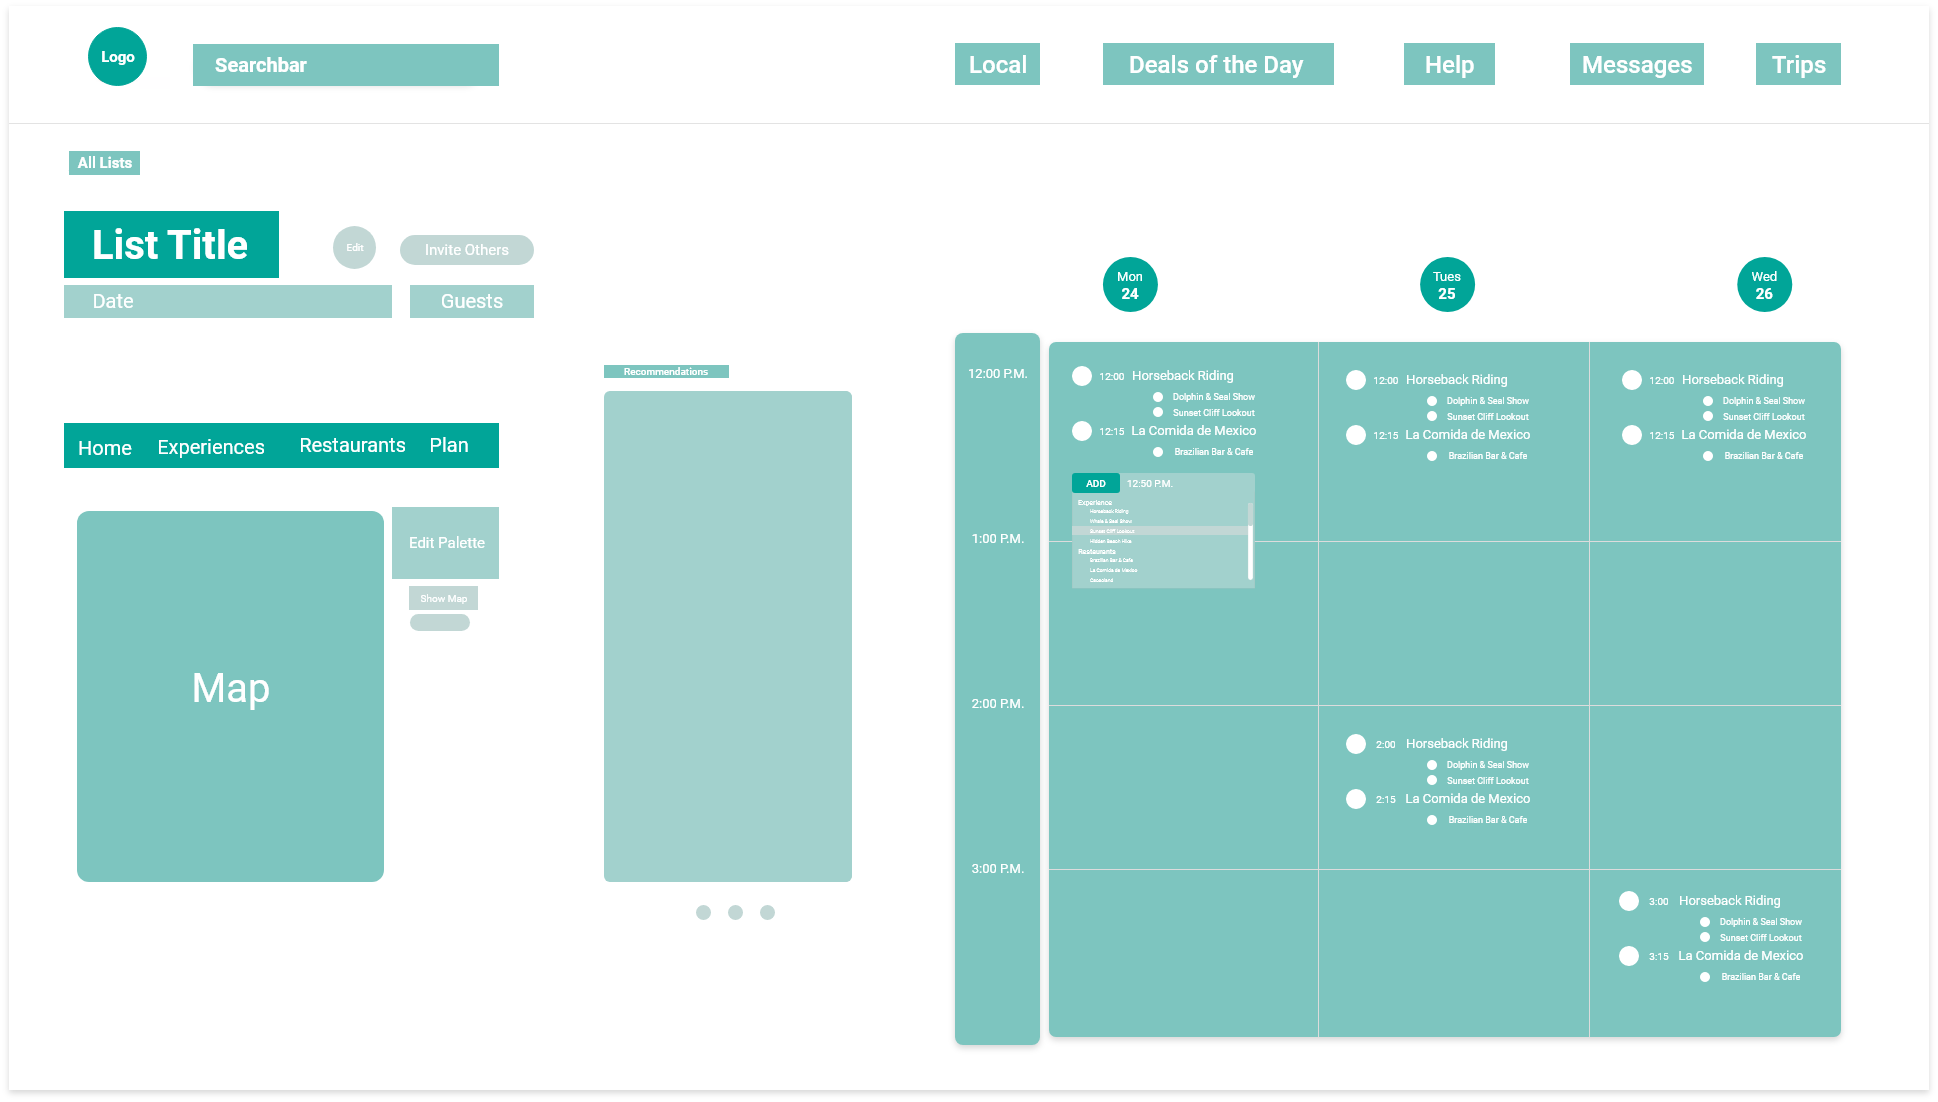 Logo
Searchbar
Local
Deals of the Day
Help
Messages
Trips
All Lists
List Title
Edit
Invite Others
Date
Guests
Recommendations
Home
Experiences
Restaurants
Plan
Map
Edit Palette
Show Map
Mon
24
Tues
25
Wed
26
12:00 P.M.
1:00 P.M.
2:00 P.M.
3:00 P.M.
12:00 Horseback Riding
Dolphin & Seal Show
Sunset Cliff Lookout
12:15 La Comida de Mexico
Brazilian Bar & Cafe
ADD 12:50 P.M.
Experience
Horseback Riding
Whale & Seal Show
Sunset Cliff Lookout
Hidden Beach Hike
Restaurants
Brazilian Bar & Cafe
La Comida de Mexico
Cacaoland
12:00 Horseback Riding
Dolphin & Seal Show
Sunset Cliff Lookout
12:15 La Comida de Mexico
Brazilian Bar & Cafe
2:00 Horseback Riding
Dolphin & Seal Show
Sunset Cliff Lookout
2:15 La Comida de Mexico
Brazilian Bar & Cafe
12:00 Horseback Riding
Dolphin & Seal Show
Sunset Cliff Lookout
12:15 La Comida de Mexico
Brazilian Bar & Cafe
3:00 Horseback Riding
Dolphin & Seal Show
Sunset Cliff Lookout
3:15 La Comida de Mexico
Brazilian Bar & Cafe